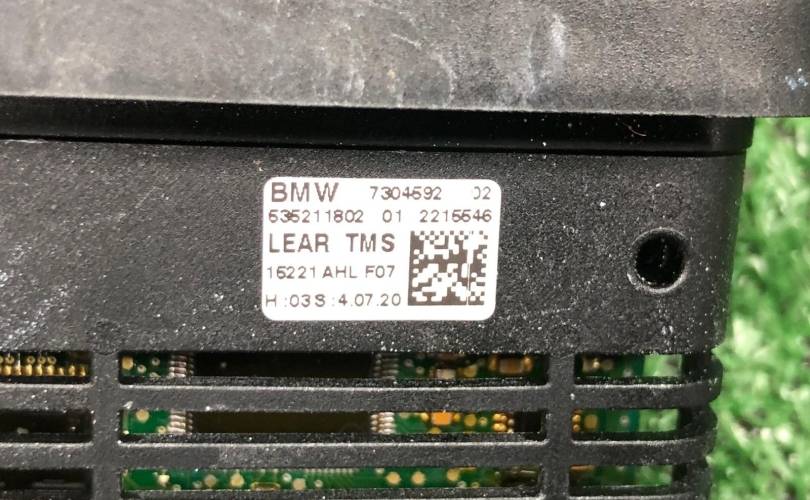 BMW 7304592 02
535211802 01 2215546
LEAR TMS
15221 AHL F07
H:03 S:4.07.20